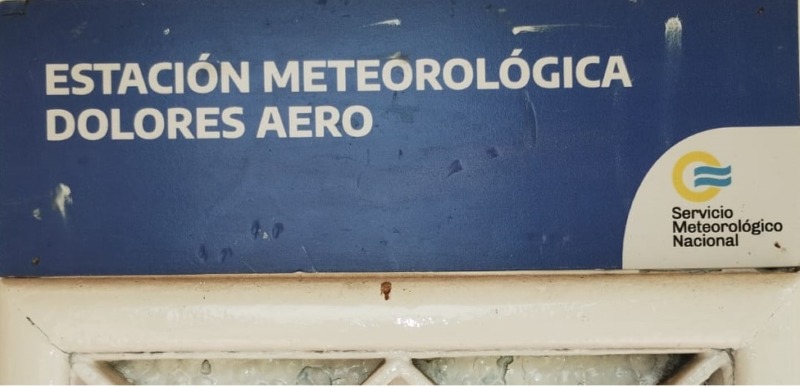 ESTACIÓN METEOROLÓGICA
DOLORES AERO
Servicio
Meteorológico
Nacional